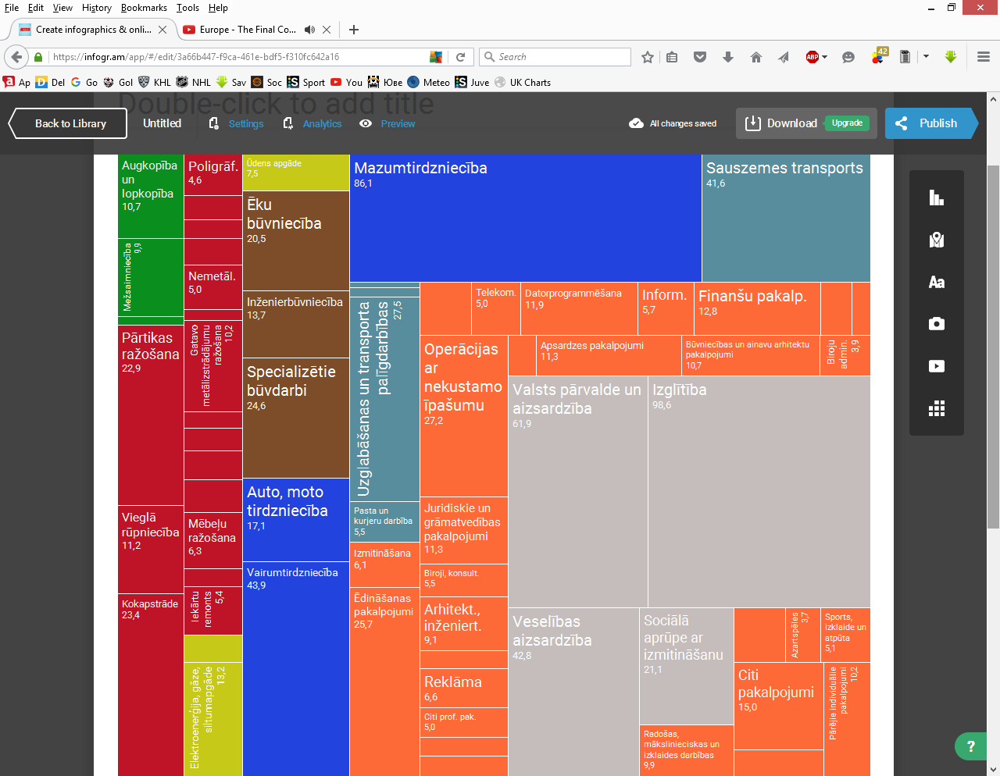 File Edit View History Bookmarks Tools Help
Create infographics & onli...
Europe - The Final Co...
https://infogr.am/app/#/edit/3a66b447-f9ca-461e-bdf5-f310fc642a16
Search
ABP
42
Ap Del Go Gol KHL NHL Sav Soc Sport You Юве Meteo Juve UK Charts
Double-click to add title
Back to Library
Untitled
Settings
Analytics
Preview
All changes saved
Download
Upgrade
Publish
Augkopība
un
lopkopība
10,7
Mežsaimniecība
9,9
Pārtikas
ražošana
22,9
Vieglā
rūpniecība
11,2
Kokapstrāde
23,4
Poligrāf.
4,6
Nemetāl.
5,0
Gatavo
metālizstrādājumu
ražošana
10,2
Mēbeļu
ražošana
6,3
Iekārtu
remonts
5,4
Elektroenerģija, gāze,
siltumapgāde
13,2
Ūdens apgāde
7,5
Ēku
būvniecība
20,5
Inženierbūvniecība
13,7
Specializētie
būvdarbi
24,6
Auto, moto
tirdzniecība
17,1
Vairumtirdzniecība
43,9
Mazumtirdzniecība
86,1
Sauszemes transports
41,6
Uzglabāšanas un transporta
palīgdarbības
27,5
Pasta un
kurjeru darbība
5,5
Izmitināšana
6,1
Ēdināšanas
pakalpojumi
25,7
Telekom.
5,0
Datorprogrammēšana
11,9
Inform.
5,7
Finanšu pakalp.
12,8
Operācijas
ar
nekustamo
īpašumu
27,2
Apsardzes pakalpojumi
11,3
Būvniecības un ainavu arhitektu
pakalpojumi
10,7
Biroju
admin.
3,9
Juridiskie un
grāmatvedības
pakalpojumi
11,3
Biroji, konsult.
5,5
Arhitekt.,
inženiert.
9,1
Reklāma
6,6
Citi prof. pak.
5,0
Valsts pārvalde un
aizsardzība
61,9
Izglītība
98,6
Veselības
aizsardzība
42,8
Sociālā
aprūpe ar
izmitināšanu
21,1
Radošas,
mākslinieciskas un
izklaides darbības
9,9
Azartspēles
3,7
Sports,
izklaide un
atpūta
5,1
Citi
pakalpojumi
15,0
Pārējie individuālie
pakalpojumi
10,2
Aa
?